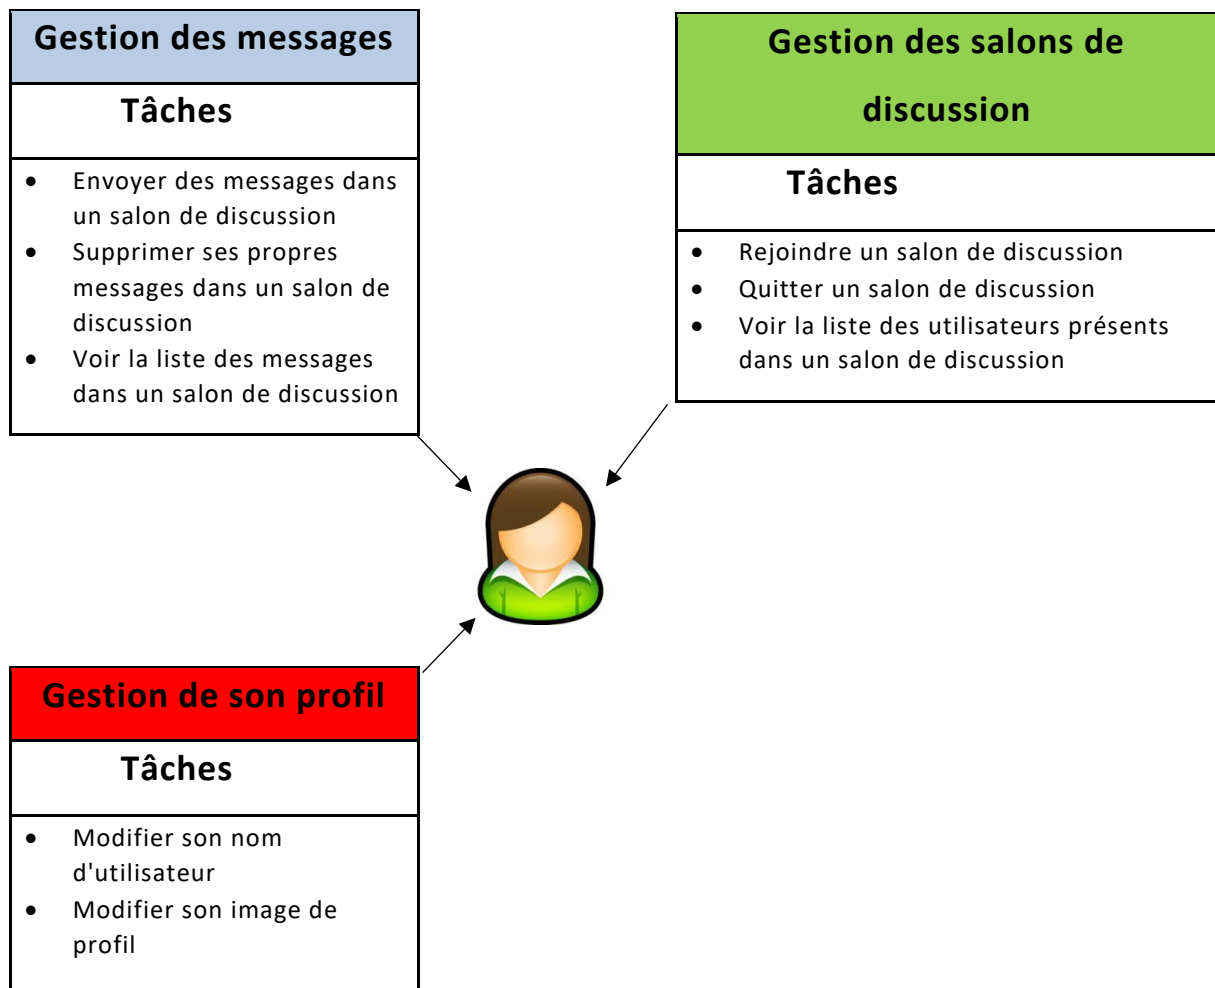 Gestion des messages
Tâches
• Envoyer des messages dans
un salon de discussion
• Supprimer ses propres
messages dans un salon de
discussion
• Voir la liste des messages
dans un salon de discussion
Gestion des salons de
discussion
Tâches
• Rejoindre un salon de discussion
• Quitter un salon de discussion
• Voir la liste des utilisateurs présents
dans un salon de discussion
Gestion de son profil
Tâches
• Modifier son nom
d'utilisateur
• Modifier son image de
profil